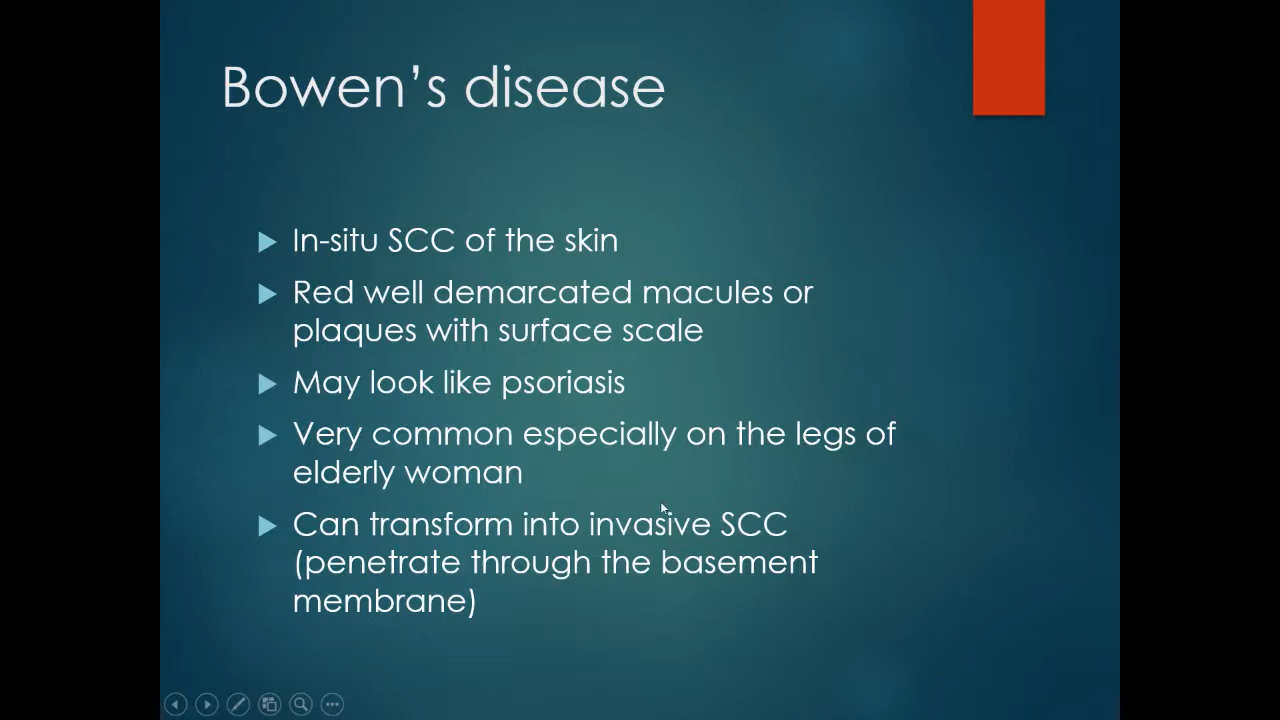 Bowen’s disease
In-situ SCC of the skin
Red well demarcated macules or
plaques with surface scale
May look like psoriasis
Very common especially on the legs of
elderly woman
Can transform into invasive SCC
(penetrate through the basement
membrane)